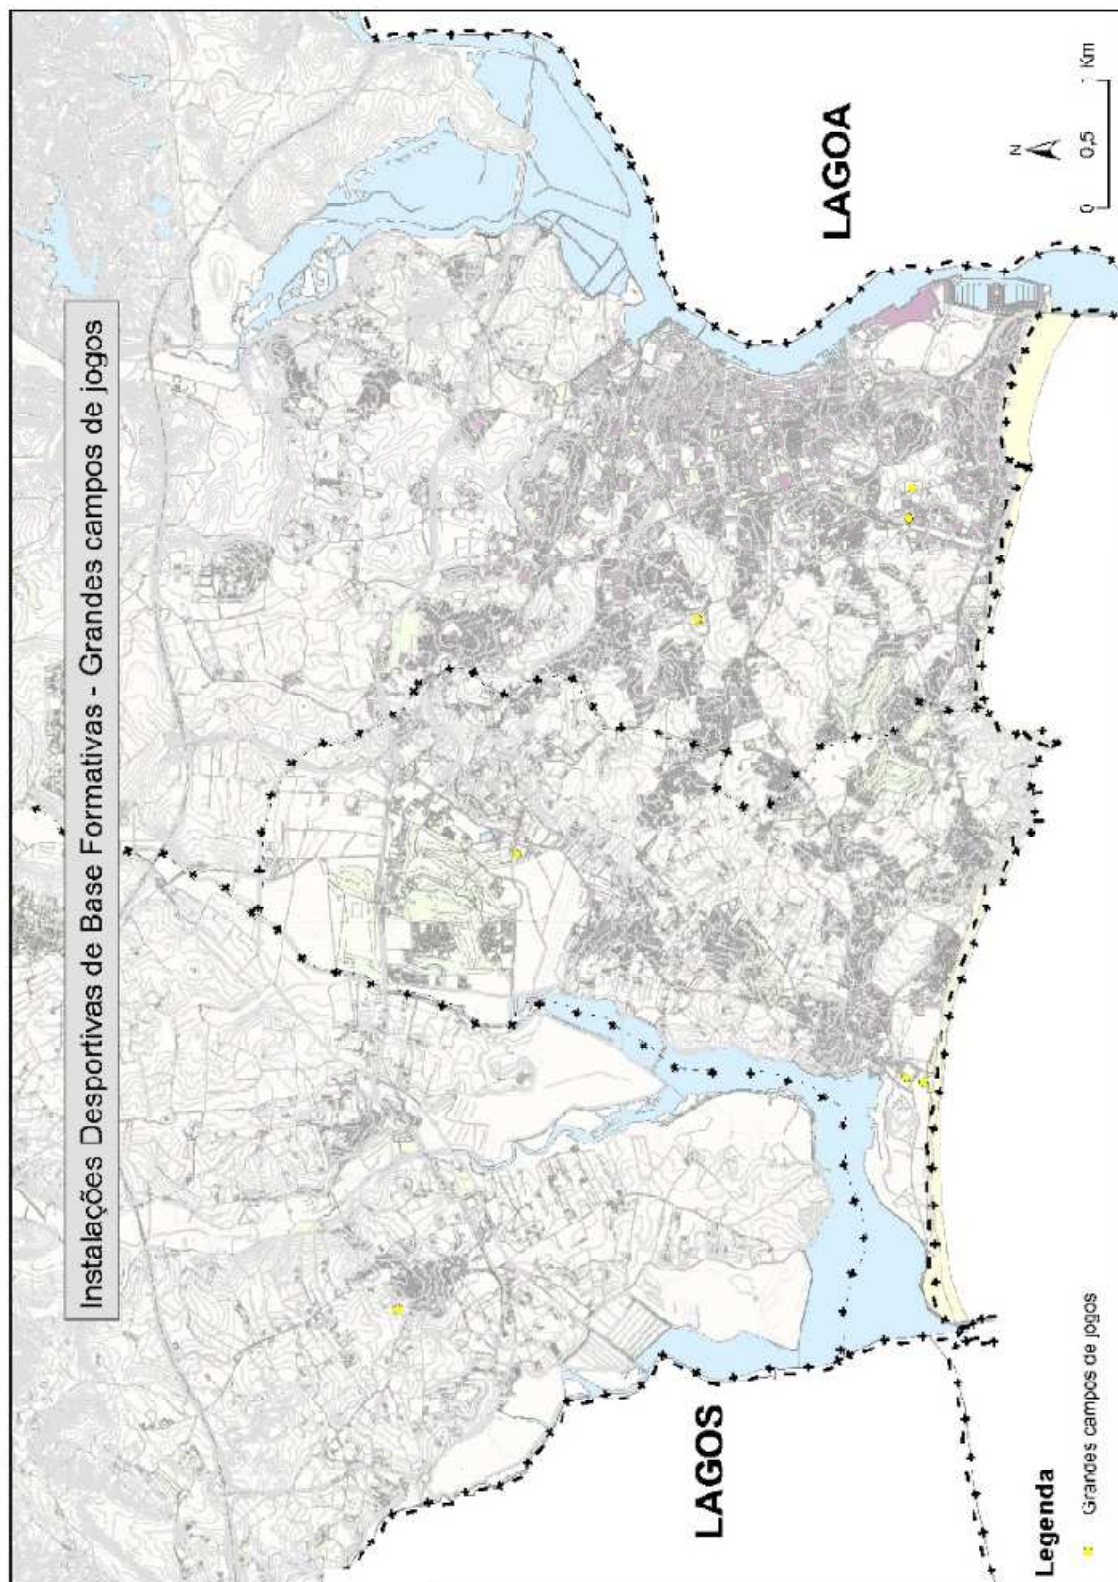 Instalações Desportivas de Base Formativas - Grandes campos de jogos
LAGOA
LAGOS
N
0 0,5 1 Km
Legenda
Grandes campos de jogos